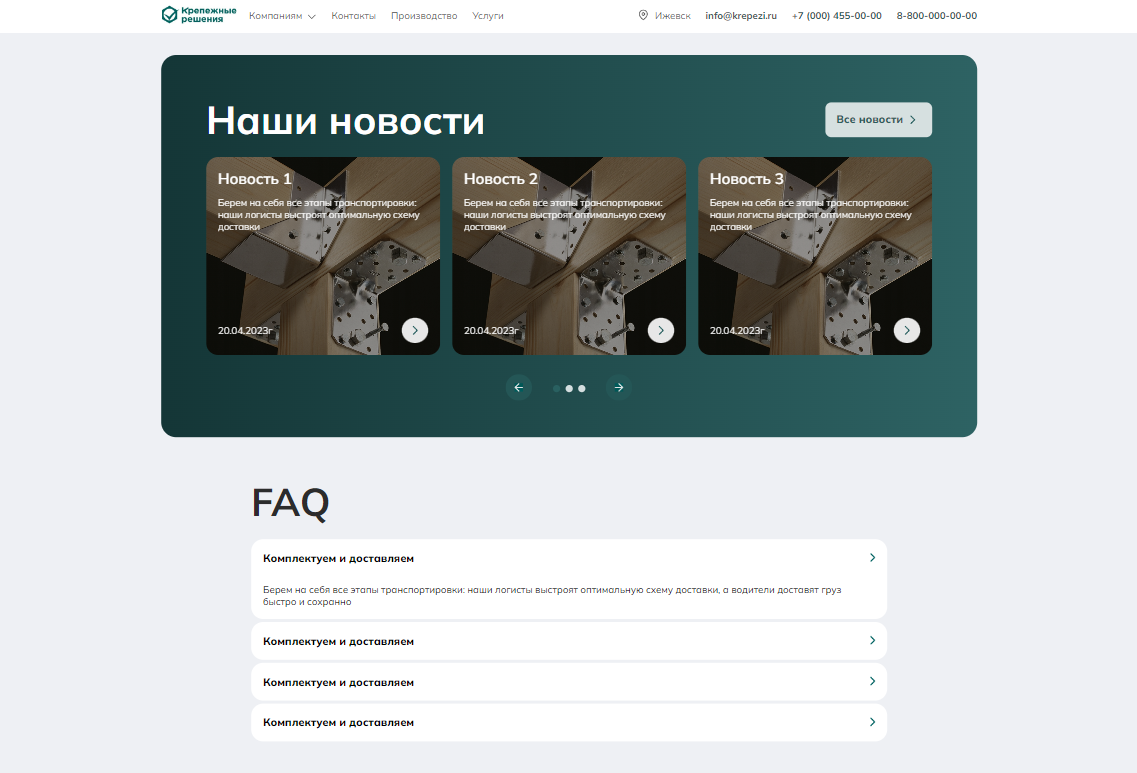 Крепежные
решения
Компаниям
Контакты
Производство
Услуги
Ижевск
info@krepezi.ru
+7 (000) 455-00-00
8-800-000-00-00
Наши новости
Все новости
Новость 1
Берем на себя все этапы транспортировки:
наши логисты выстроят оптимальную схему
доставки
20.04.2023г
Новость 2
Берем на себя все этапы транспортировки:
наши логисты выстроят оптимальную схему
доставки
20.04.2023г
Новость 3
Берем на себя все этапы транспортировки:
наши логисты выстроят оптимальную схему
доставки
20.04.2023г
FAQ
Комплектуем и доставляем
Берем на себя все этапы транспортировки: наши логисты выстроят оптимальную схему доставки, а водители доставят груз
быстро и сохранно
Комплектуем и доставляем
Комплектуем и доставляем
Комплектуем и доставляем